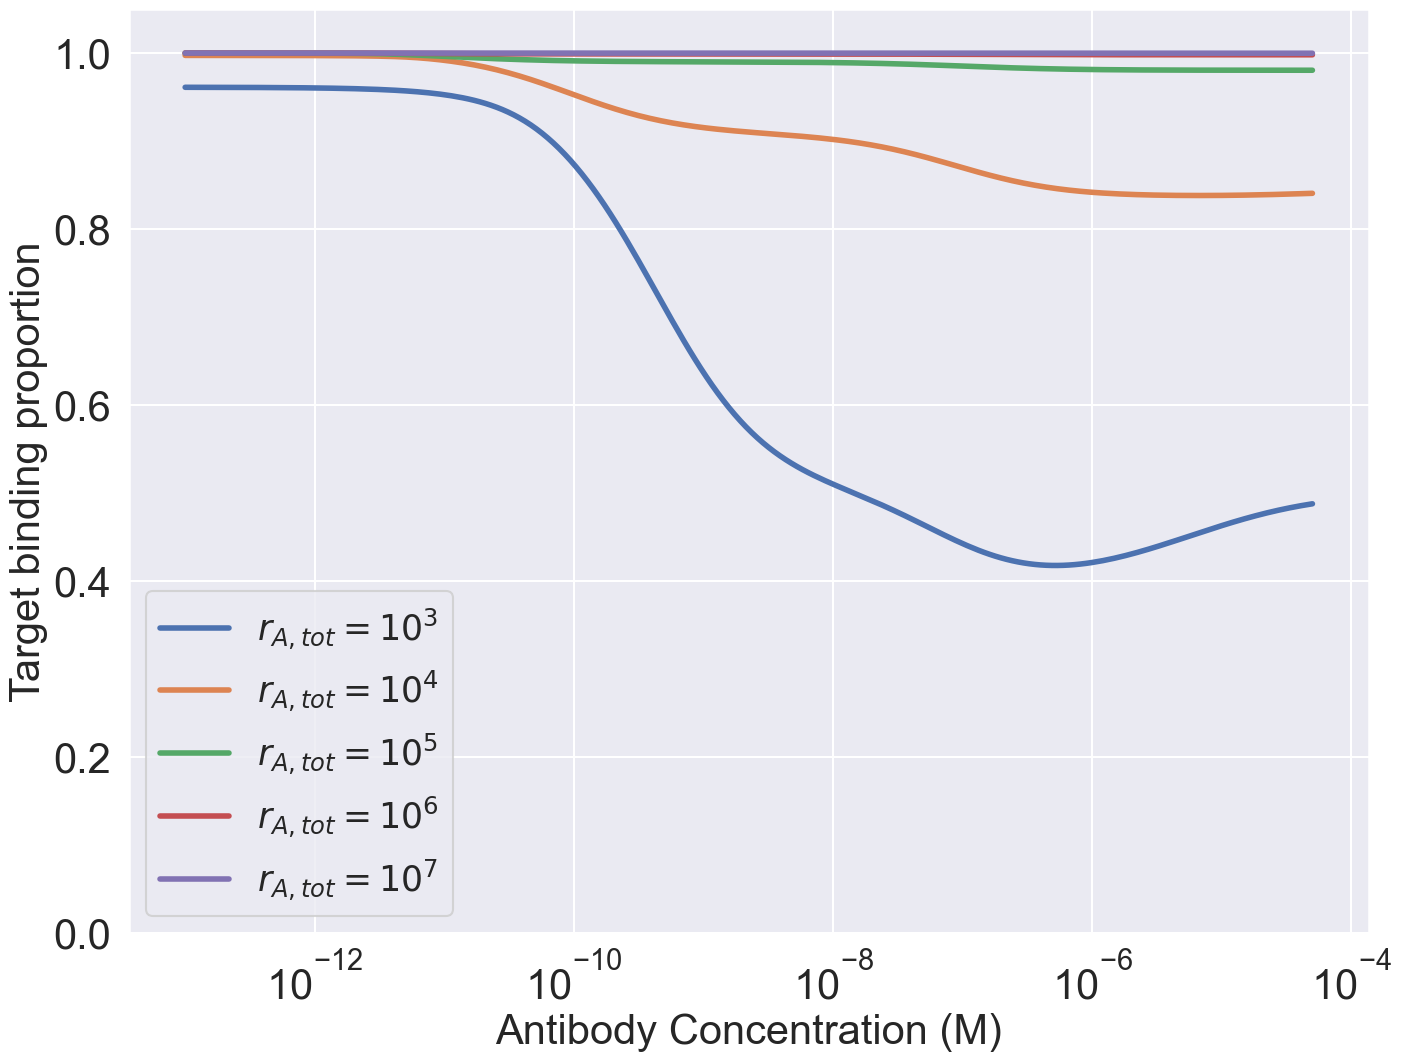 1.0
0.8
0.6
0.4
0.2
0.0
Target binding proportion
r_{A, tot} = 10^3
r_{A, tot} = 10^4
r_{A, tot} = 10^5
r_{A, tot} = 10^6
r_{A, tot} = 10^7
10^{−12} 10^{−10} 10^{−8} 10^{−6} 10^{−4}
Antibody Concentration (M)